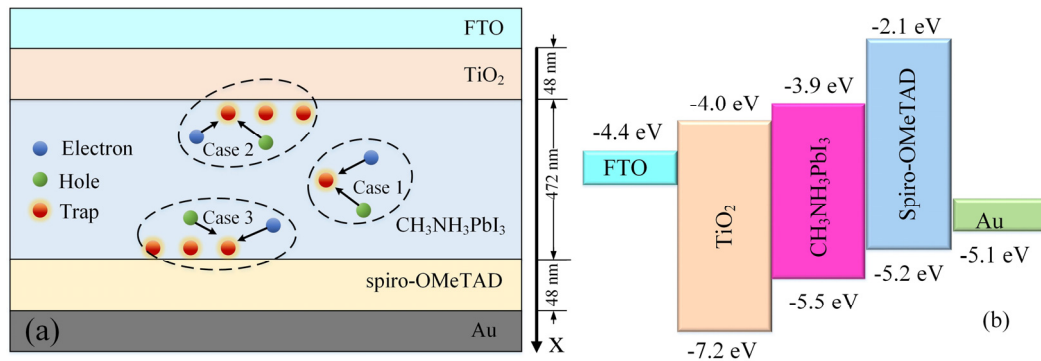 FTO
TiO₂
Electron
Hole
Trap
Case 2
Case 1
Case 3
CH₃NH₃PbI₃
spiro-OMeTAD
Au
(a)
48 nm
472 nm
48 nm
X
-2.1 eV
-3.9 eV
-4.0 eV
-4.4 eV
FTO
TiO₂
CH₃NH₃PbI₃
Spiro-OMeTAD
Au
-5.1 eV
-5.2 eV
-5.5 eV
-7.2 eV
(b)